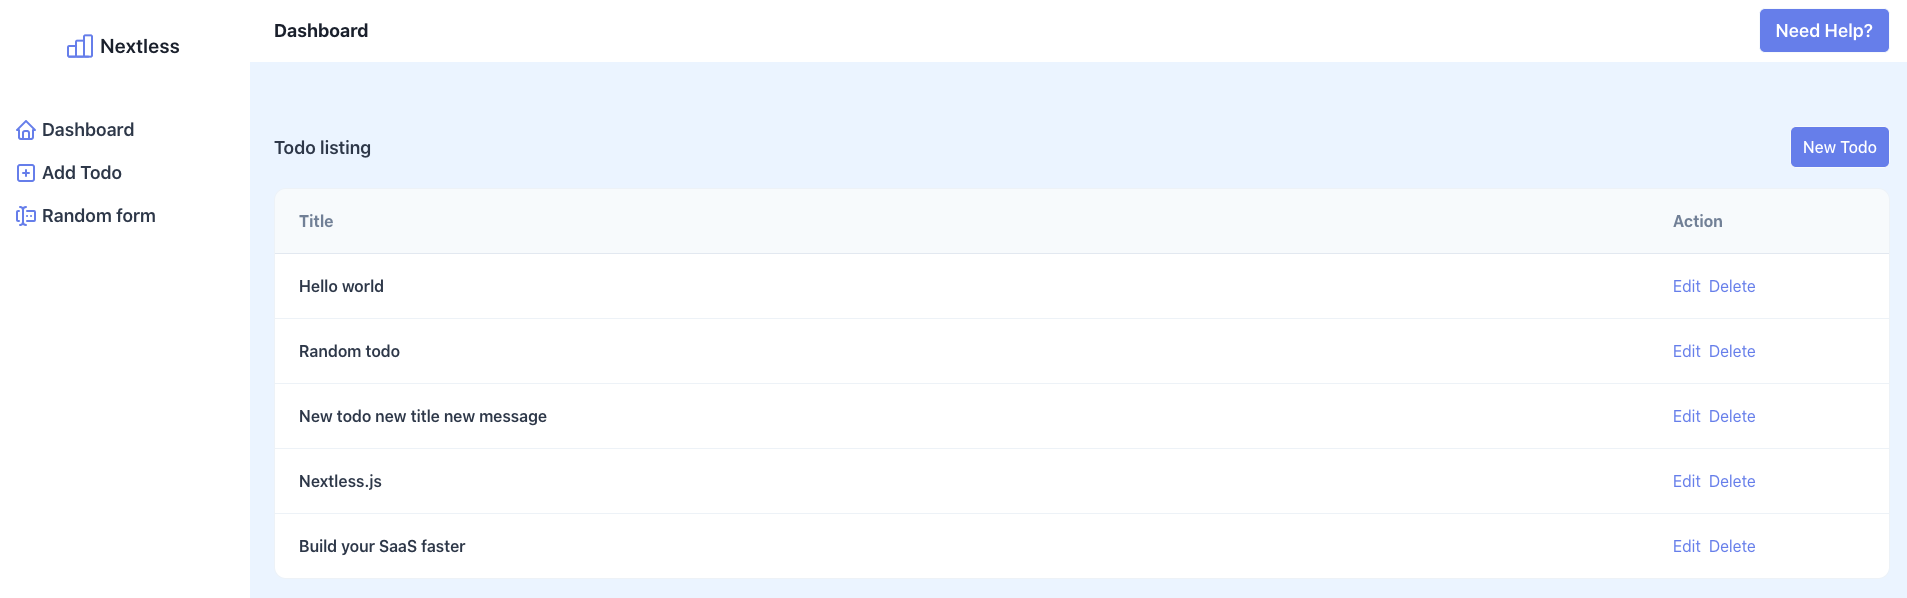 Nextless
Dashboard
Add Todo
Random form
Dashboard
Need Help?
Todo listing
New Todo
Title Action
Hello world Edit Delete
Random todo Edit Delete
New todo new title new message Edit Delete
Nextless.js Edit Delete
Build your SaaS faster Edit Delete